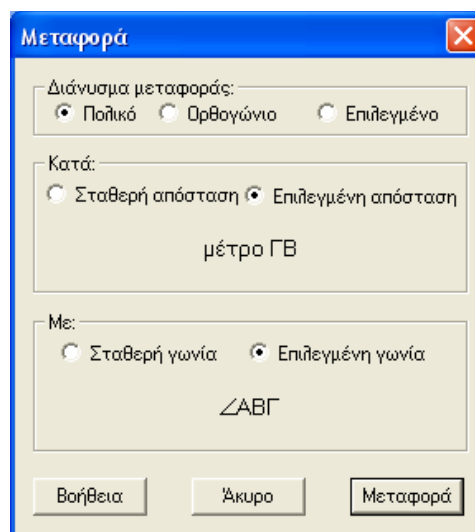 Μεταφορά
Διάνυσμα μεταφοράς:
Πολικό Ορθογώνιο Επιλεγμένο
Κατά:
Σταθερή απόσταση Επιλεγμένη απόσταση
μέτρο ΓΒ
Με:
Σταθερή γωνία Επιλεγμένη γωνία
∠ΑΒΓ
Βοήθεια Άκυρο Μεταφορά